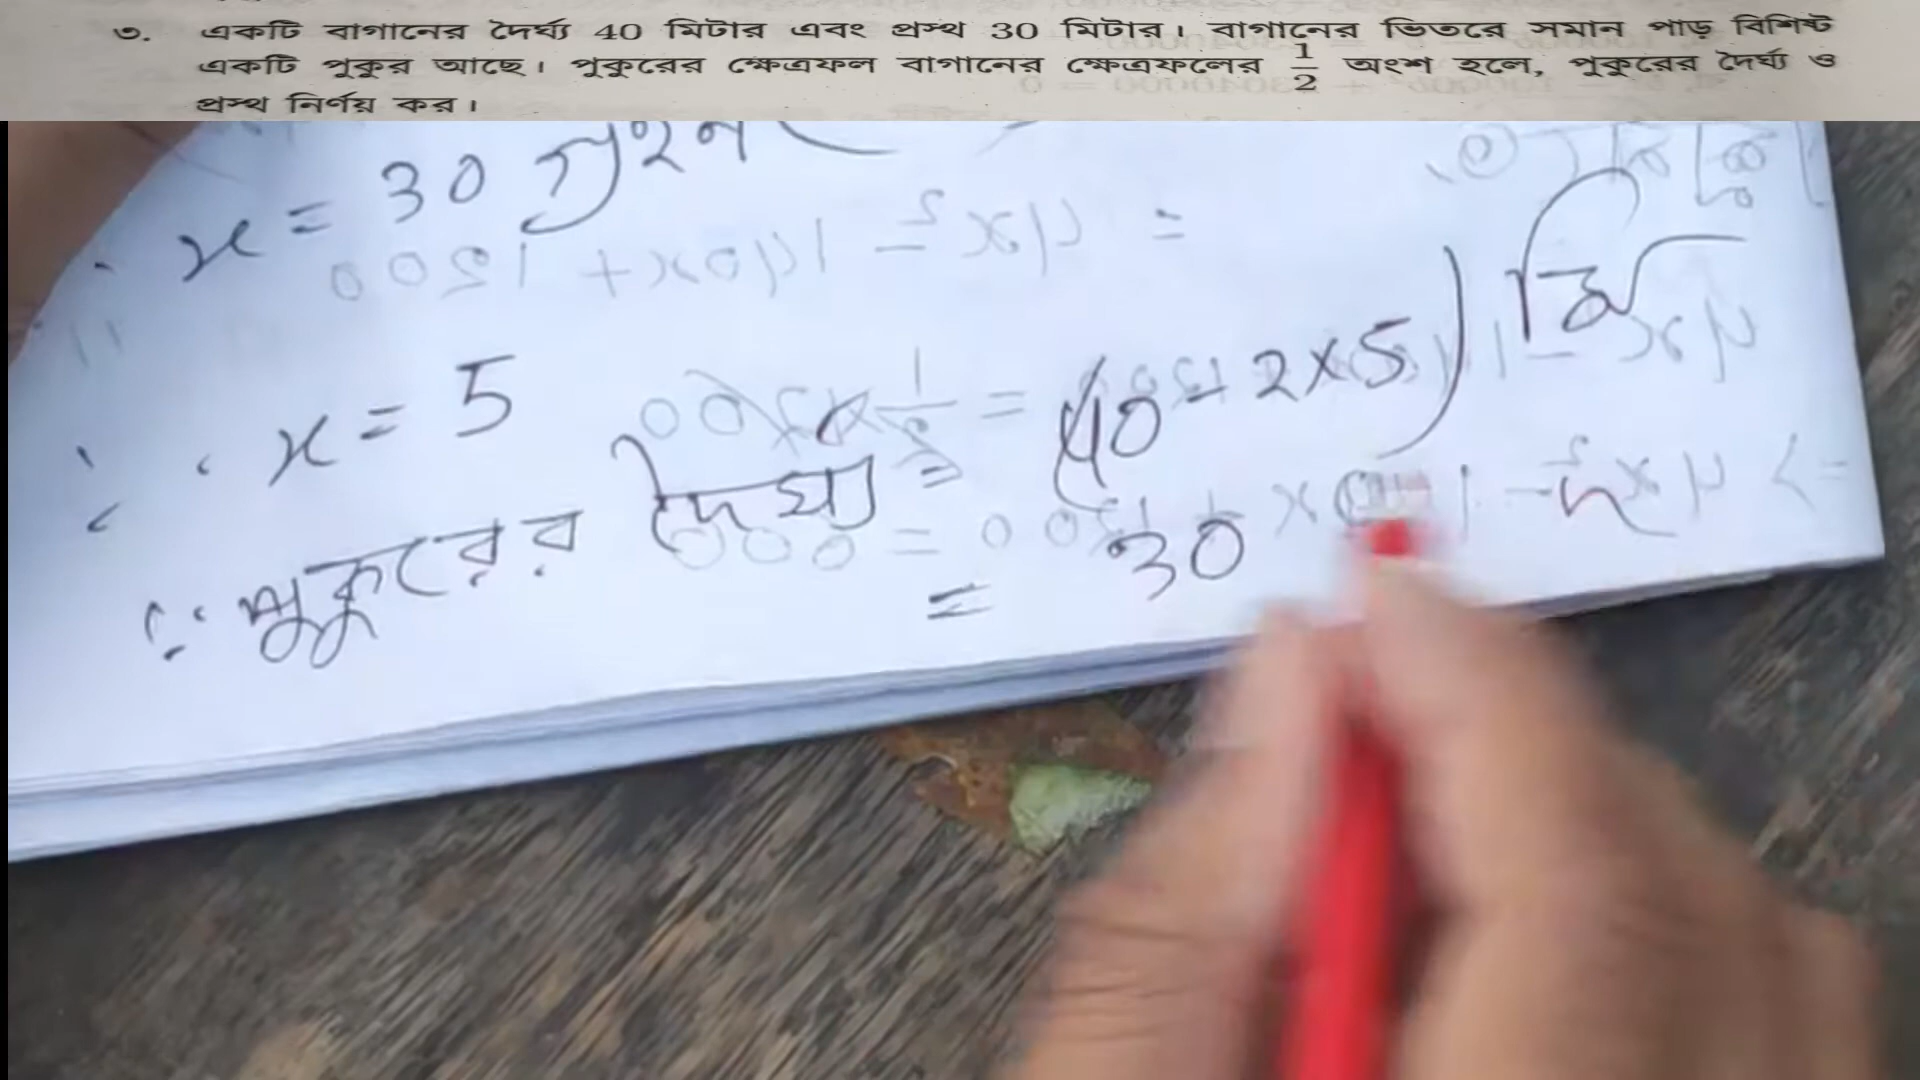 ৩. একটি বাগানের দৈর্ঘ্য 40 মিটার এবং প্রস্থ 30 মিটার। বাগানের ভিতরে সমান পাড় বিশিষ্ট
একটি পুকুর আছে। পুকুরের ক্ষেত্রফল বাগানের ক্ষেত্রফলের 1/2 অংশ হলে, পুকুরের দৈর্ঘ্য ও
প্রস্থ নির্ণয় কর।
x = 30
∴ x = 5
∴ পুকুরের দৈর্ঘ্য = (40 - 2×5) মি
= 30